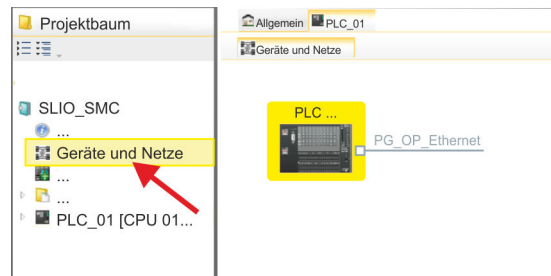 Projektbaum
SLIO_SMC
...
Geräte und Netze
...
...
PLC_01 [CPU 01...
Allgemein PLC_01
Geräte und Netze
PLC ...
PG_OP_Ethernet